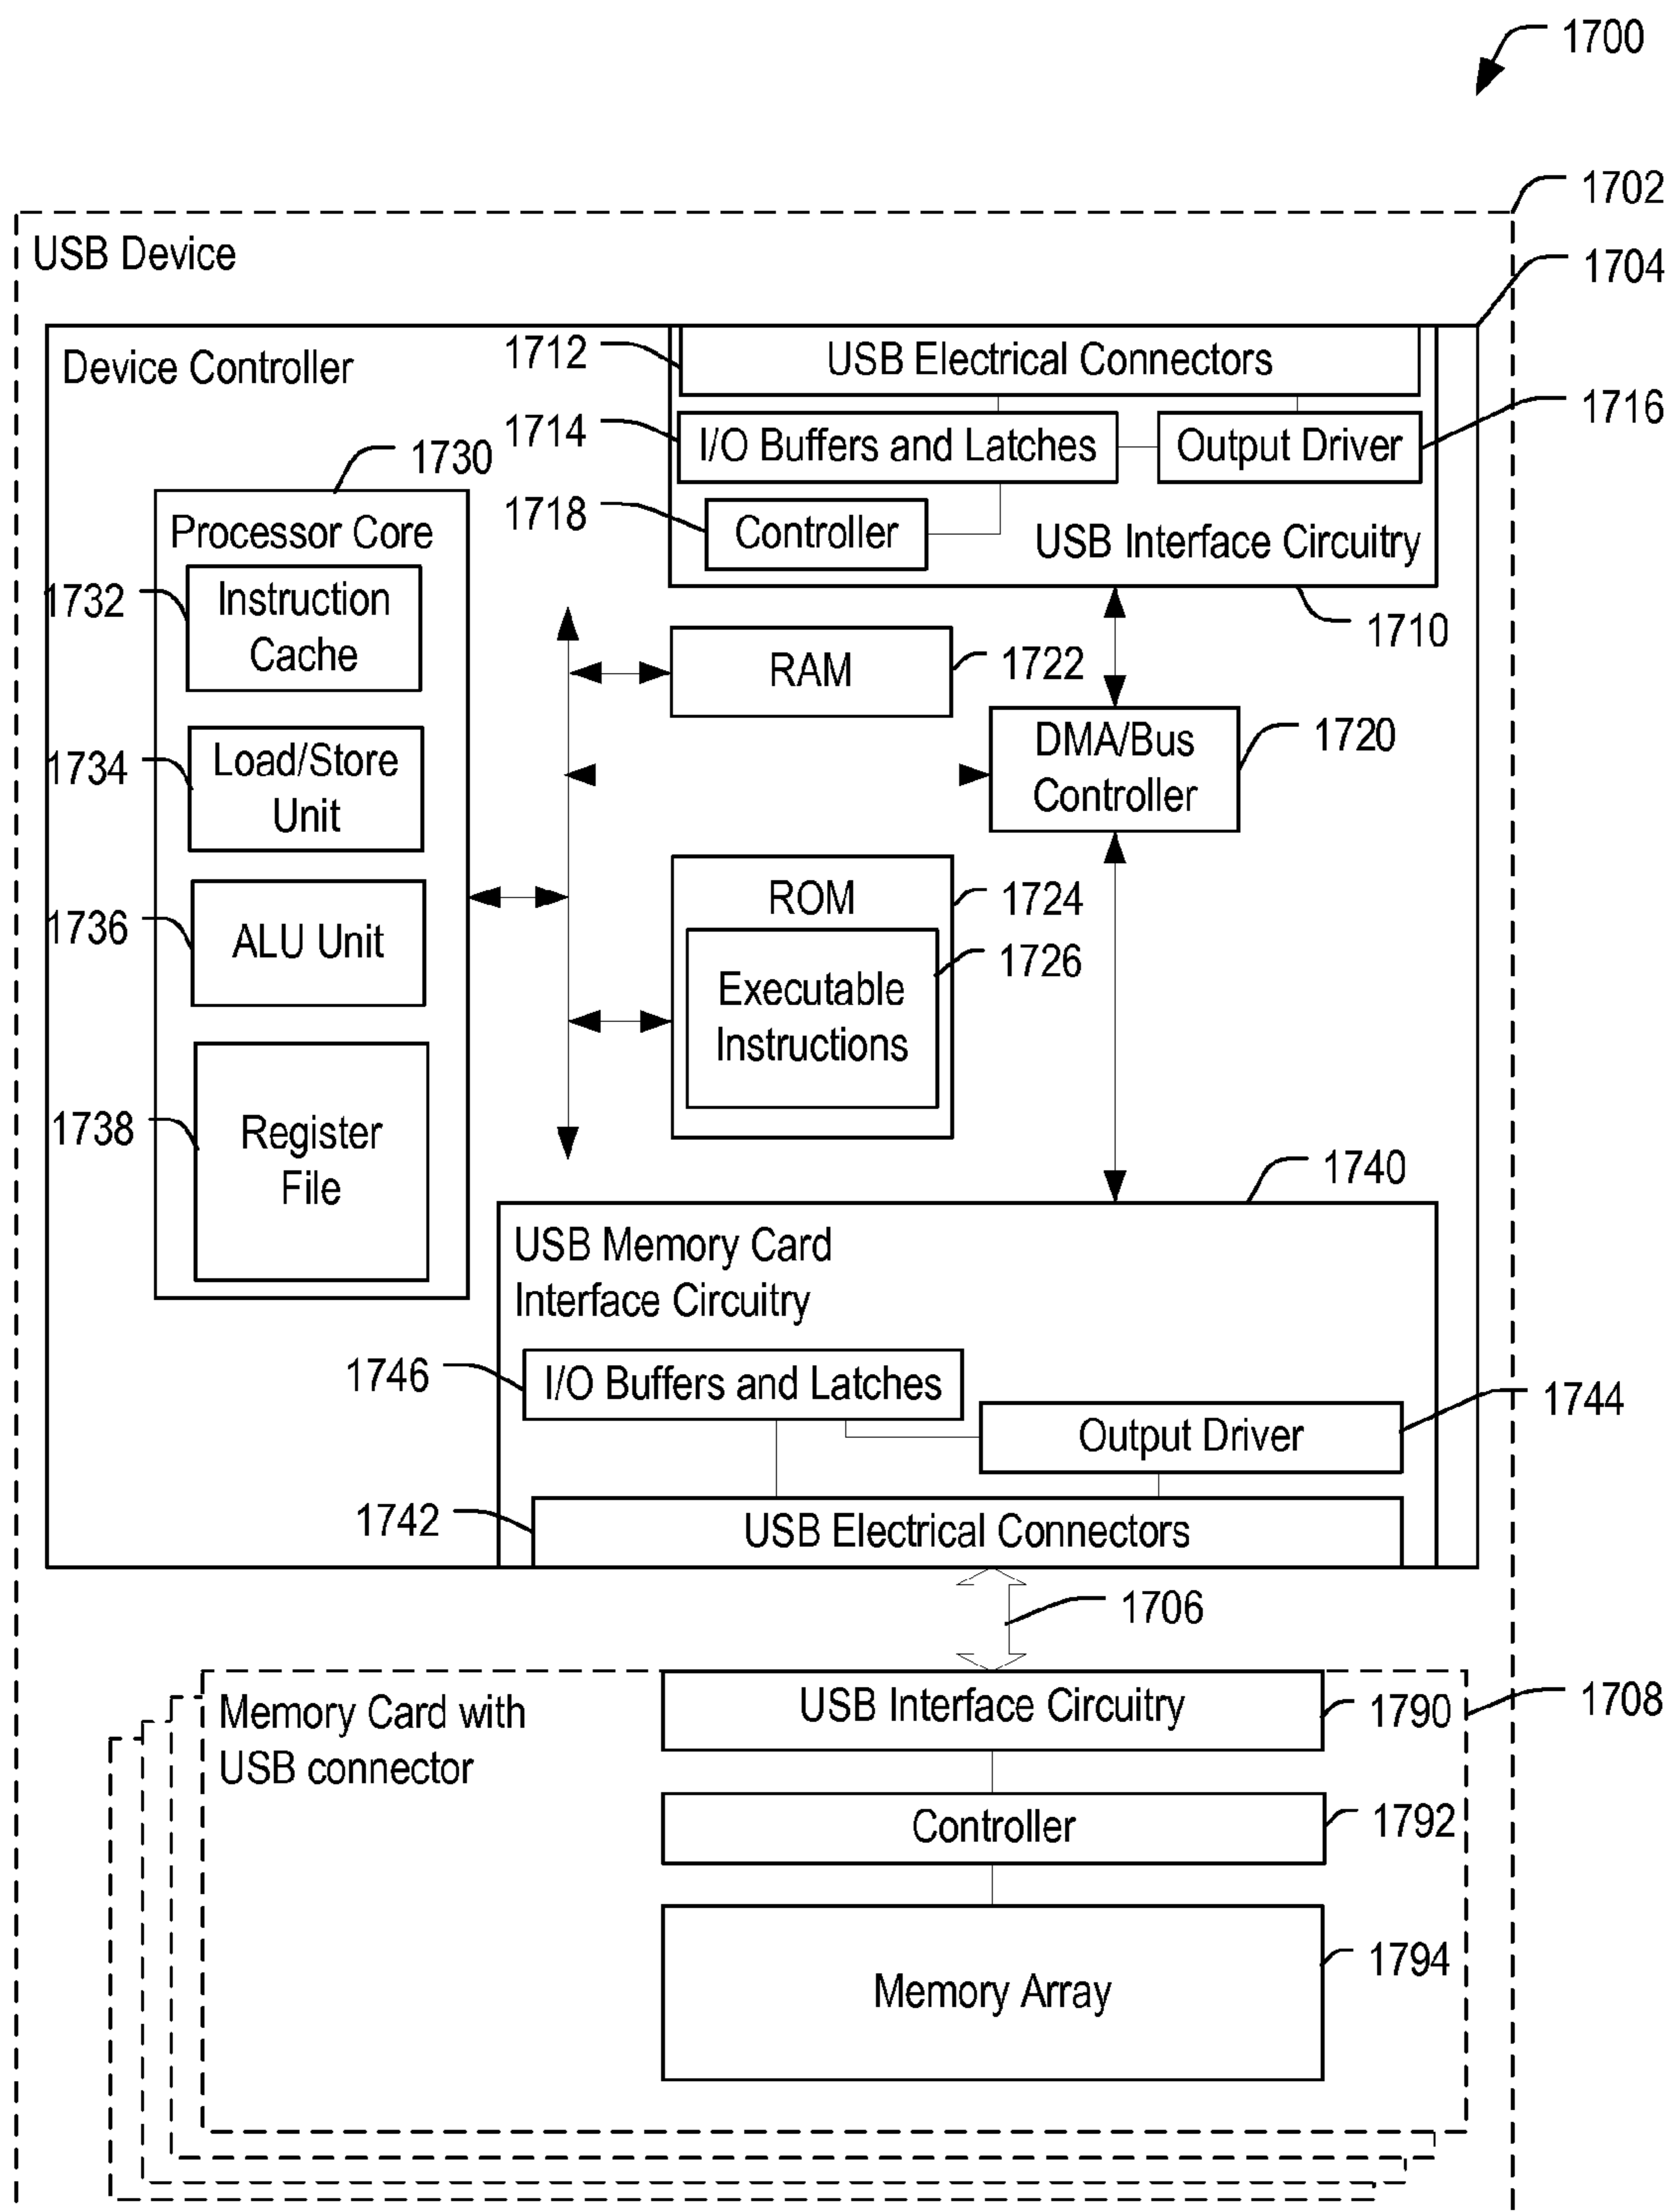 1700
1702
USB Device
1704
Device Controller
1712
USB Electrical Connectors
1714
I/O Buffers and Latches
Output Driver
1716
1718
Controller
USB Interface Circuitry
1710
1730
Processor Core
1732
Instruction
Cache
1734
Load/Store
Unit
1736
ALU Unit
1738
Register
File
RAM
1722
DMA/Bus
Controller
1720
ROM
1724
Executable
Instructions
1726
1740
USB Memory Card
Interface Circuitry
1746
I/O Buffers and Latches
Output Driver
1744
1742
USB Electrical Connectors
1706
Memory Card with
USB connector
USB Interface Circuitry
1790
1708
Controller
1792
Memory Array
1794